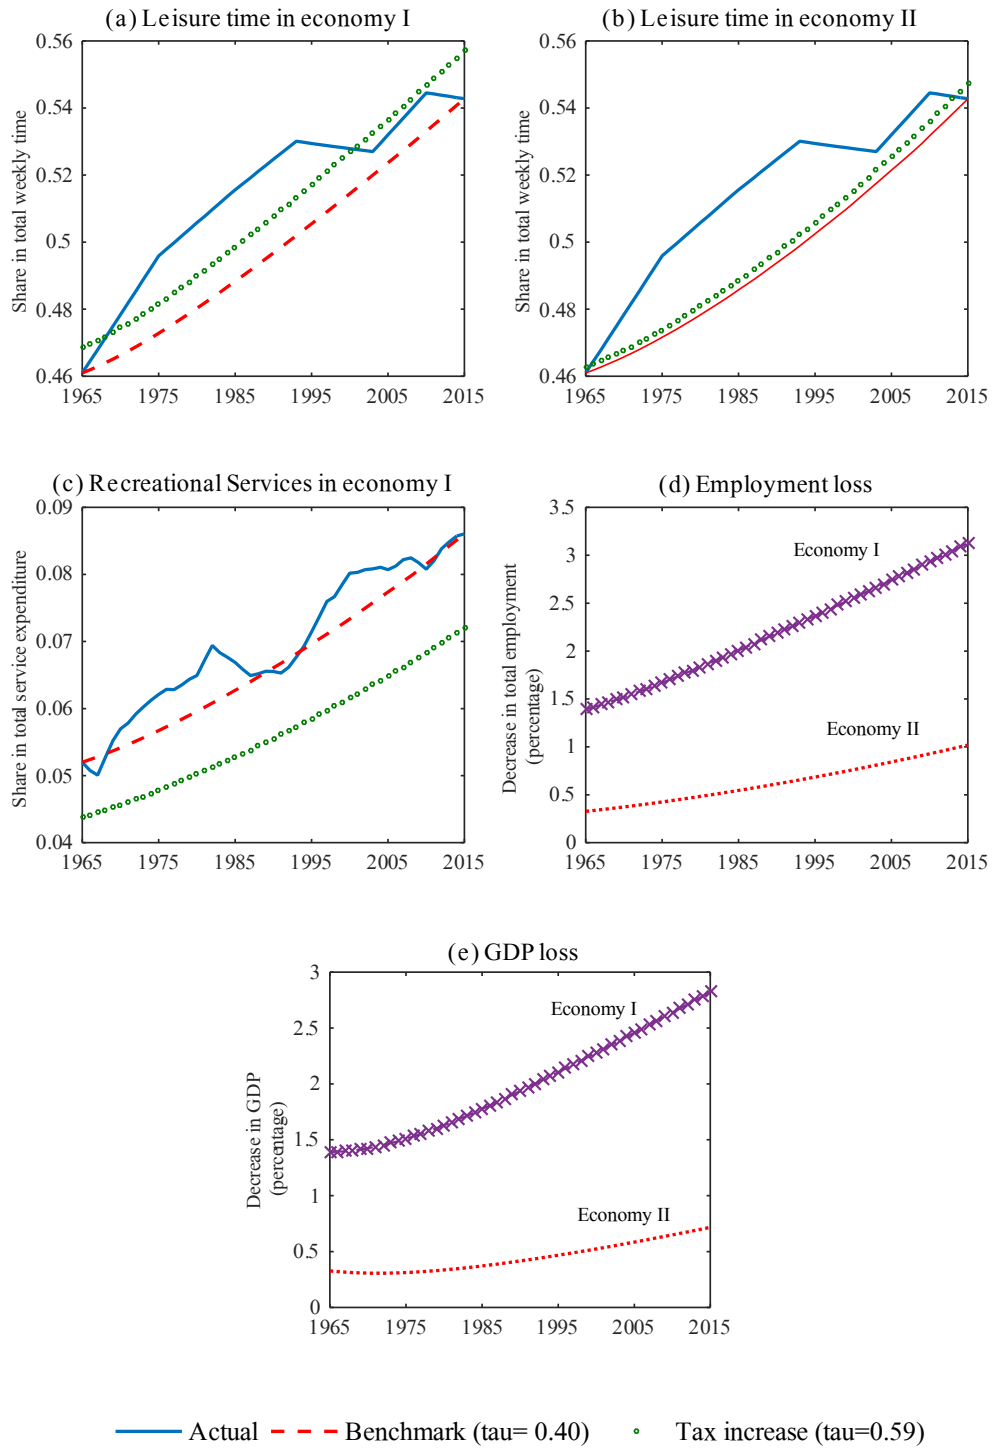 (a) Leisure time in economy I
Share in total weekly time
0.56
0.54
0.52
0.5
0.48
0.46
1965 1975 1985 1995 2005 2015
(b) Leisure time in economy II
Share in total weekly time
0.56
0.54
0.52
0.5
0.48
0.46
1965 1975 1985 1995 2005 2015
(c) Recreational Services in economy I
Share in total service expenditure
0.09
0.08
0.07
0.06
0.05
0.04
1965 1975 1985 1995 2005 2015
(d) Employment loss
Decrease in total employment
(percentage)
3.5
3
2.5
2
1.5
1
0.5
0
Economy I
Economy II
1965 1975 1985 1995 2005 2015
(e) GDP loss
Decrease in GDP
(percentage)
3
2.5
2
1.5
1
0.5
0
Economy I
Economy II
1965 1975 1985 1995 2005 2015
Actual Benchmark (tau= 0.40) Tax increase (tau=0.59)